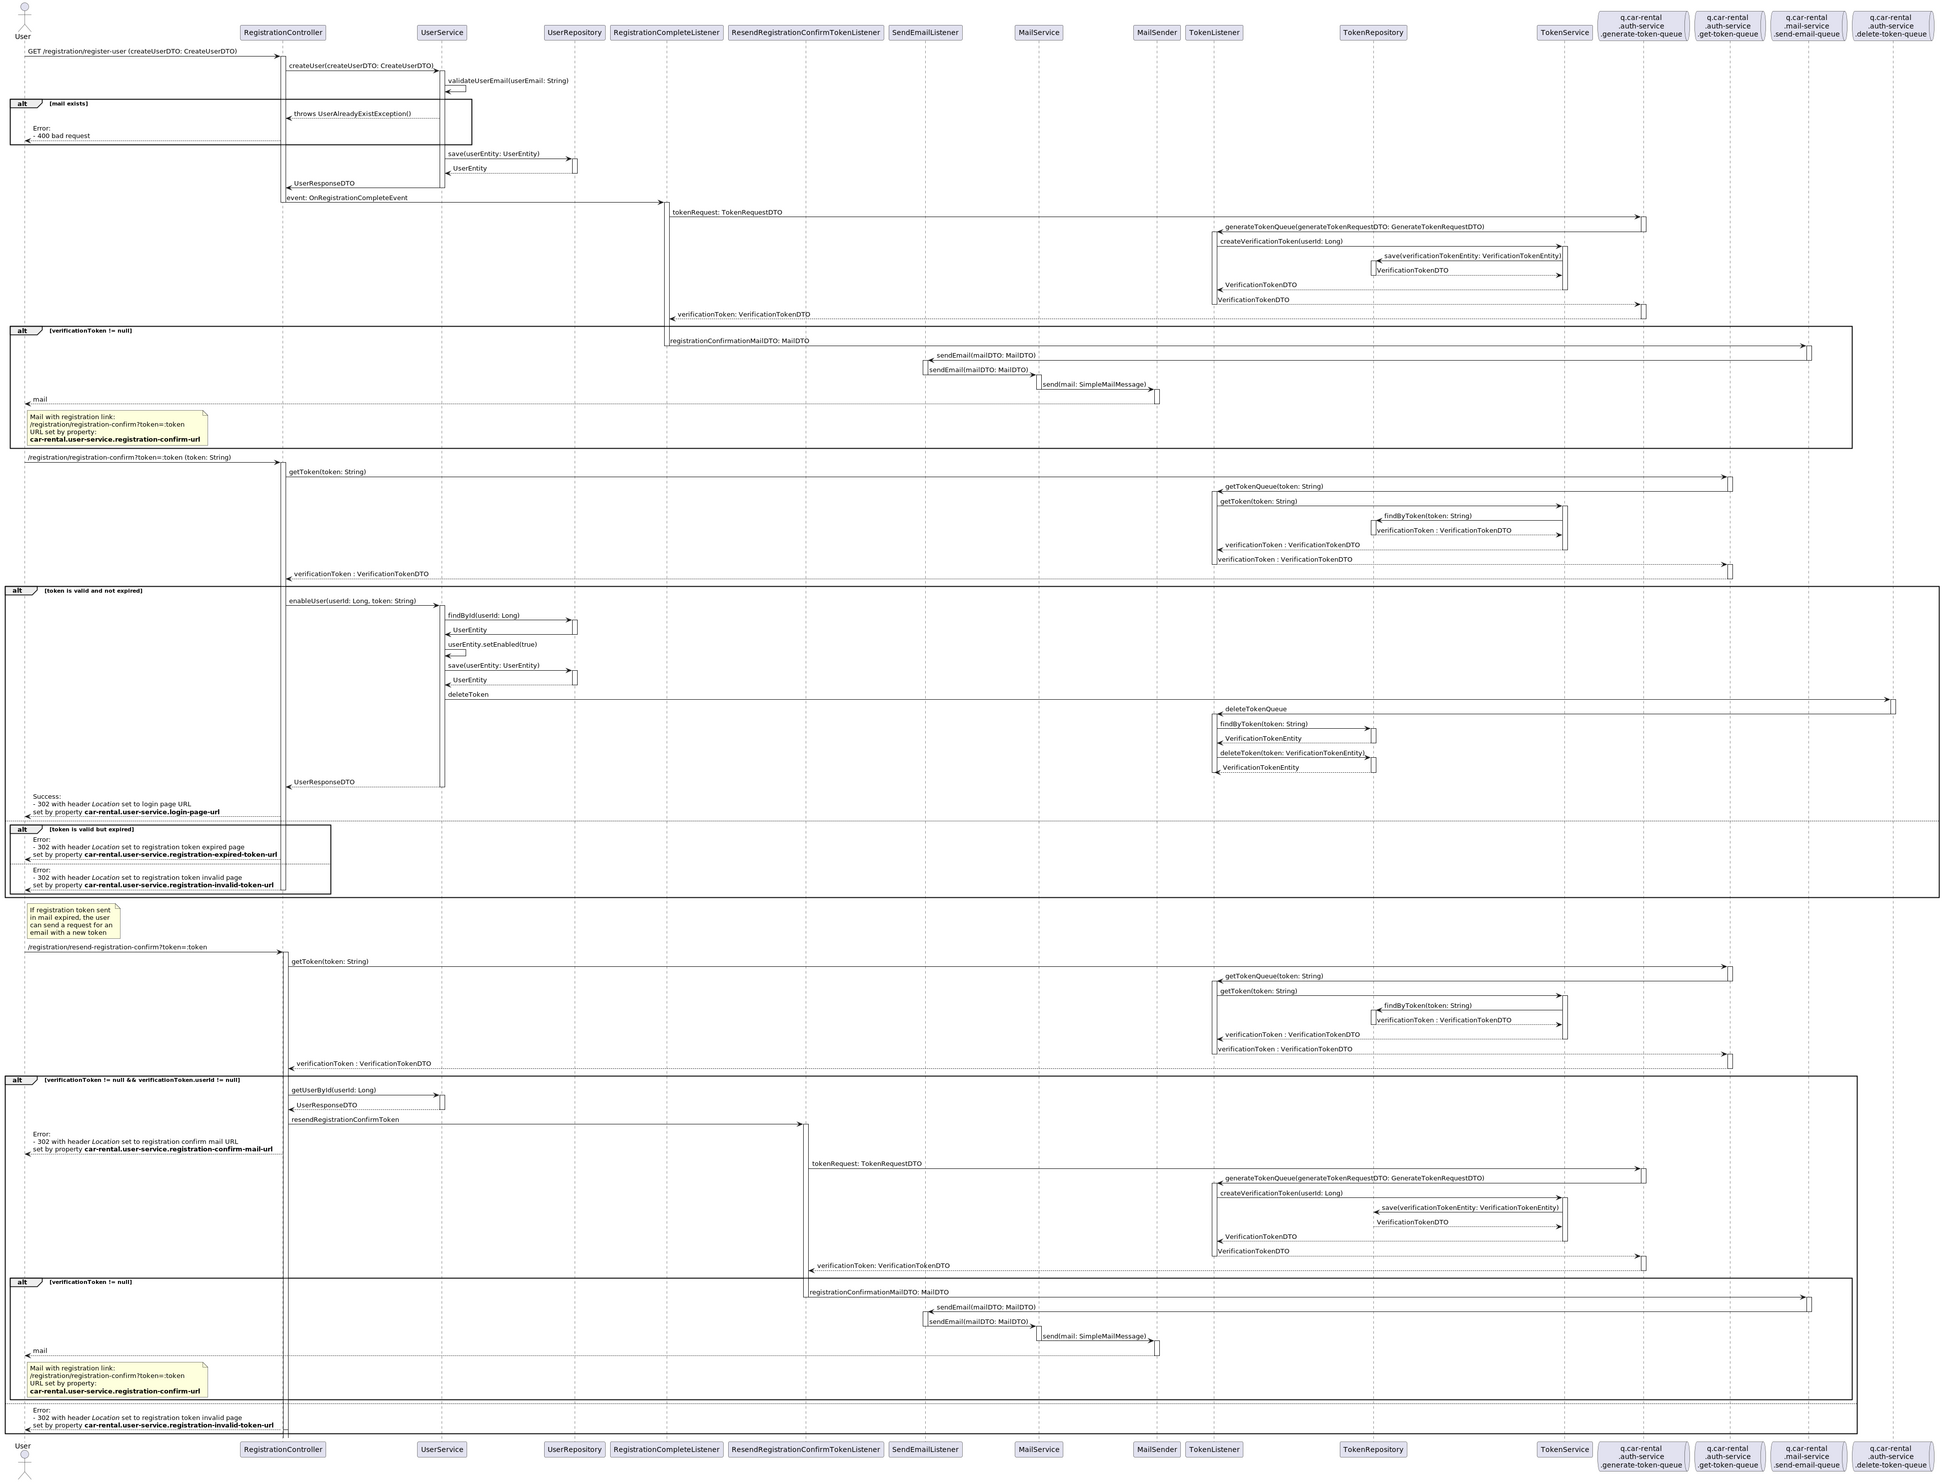 User
RegistrationController
UserService
UserRepository
RegistrationCompleteListener
ResendRegistrationConfirmTokenListener
SendEmailListener
MailService
MailSender
TokenListener
TokenRepository
TokenService
q.car-rental
.auth-service
.generate-token-queue
q.car-rental
.auth-service
.get-token-queue
q.car-rental
.mail-service
.send-email-queue
q.car-rental
.auth-service
.delete-token-queue
GET /registration/register-user (createUserDTO: CreateUserDTO)
createUser(createUserDTO: CreateUserDTO)
validateUserEmail(userEmail: String)
alt [mail exists]
throws UserAlreadyExistException()
Error:
- 400 bad request
save(userEntity: UserEntity)
UserEntity
UserResponseDTO
event: OnRegistrationCompleteEvent
tokenRequest: TokenRequestDTO
generateTokenQueue(generateTokenRequestDTO: GenerateTokenRequestDTO)
createVerificationToken(userId: Long)
save(verificationTokenEntity: VerificationTokenEntity)
VerificationTokenDTO
VerificationTokenDTO
VerificationTokenDTO
verificationToken: VerificationTokenDTO
alt [verificationToken != null]
registrationConfirmationMailDTO: MailDTO
sendEmail(mailDTO: MailDTO)
sendEmail(mailDTO: MailDTO)
send(mail: SimpleMailMessage)
mail
Mail with registration link:
/registration/registration-confirm?token=:token
URL set by property:
car-rental.user-service.registration-confirm-url
/registration/registration-confirm?token=:token (token: String)
getToken(token: String)
getTokenQueue(token: String)
getToken(token: String)
findByToken(token: String)
verificationToken : VerificationTokenDTO
verificationToken : VerificationTokenDTO
verificationToken : VerificationTokenDTO
verificationToken : VerificationTokenDTO
alt [token is valid and not expired]
enableUser(userId: Long, token: String)
findById(userId: Long)
UserEntity
userEntity.setEnabled(true)
save(userEntity: UserEntity)
UserEntity
deleteToken
deleteTokenQueue
findByToken(token: String)
VerificationTokenEntity
deleteToken(token: VerificationTokenEntity)
VerificationTokenEntity
UserResponseDTO
Success:
- 302 with header Location set to login page URL
set by property car-rental.user-service.login-page-url
alt [token is valid but expired]
Error:
- 302 with header Location set to registration token expired page
set by property car-rental.user-service.registration-expired-token-url
Error:
- 302 with header Location set to registration token invalid page
set by property car-rental.user-service.registration-invalid-token-url
If registration token sent
in mail expired, the user
can send a request for an
email with a new token
/registration/resend-registration-confirm?token=:token
getToken(token: String)
getTokenQueue(token: String)
getToken(token: String)
findByToken(token: String)
verificationToken : VerificationTokenDTO
verificationToken : VerificationTokenDTO
verificationToken : VerificationTokenDTO
verificationToken : VerificationTokenDTO
alt [verificationToken != null && verificationToken.userId != null]
getUserById(userId: Long)
UserResponseDTO
resendRegistrationConfirmToken
Error:
- 302 with header Location set to registration confirm mail URL
set by property car-rental.user-service.registration-confirm-mail-url
tokenRequest: TokenRequestDTO
generateTokenQueue(generateTokenRequestDTO: GenerateTokenRequestDTO)
createVerificationToken(userId: Long)
save(verificationTokenEntity: VerificationTokenEntity)
VerificationTokenDTO
VerificationTokenDTO
VerificationTokenDTO
verificationToken: VerificationTokenDTO
alt [verificationToken != null]
registrationConfirmationMailDTO: MailDTO
sendEmail(mailDTO: MailDTO)
sendEmail(mailDTO: MailDTO)
send(mail: SimpleMailMessage)
mail
Mail with registration link:
/registration/registration-confirm?token=:token
URL set by property:
car-rental.user-service.registration-confirm-url
Error:
- 302 with header Location set to registration token invalid page
set by property car-rental.user-service.registration-invalid-token-url
User
RegistrationController
UserService
UserRepository
RegistrationCompleteListener
ResendRegistrationConfirmTokenListener
SendEmailListener
MailService
MailSender
TokenListener
TokenRepository
TokenService
q.car-rental
.auth-service
.generate-token-queue
q.car-rental
.auth-service
.get-token-queue
q.car-rental
.mail-service
.send-email-queue
q.car-rental
.auth-service
.delete-token-queue